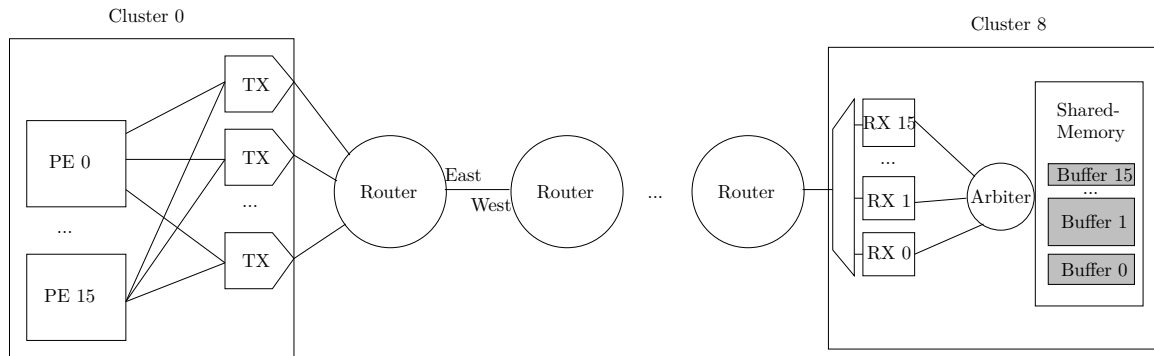 Cluster 0
Cluster 8
TX
PE 0
TX
...
...
TX
PE 15
Router
East
West
Router
...
Router
RX 15
...
RX 1
RX 0
Arbiter
Shared-
Memory
Buffer 15
...
Buffer 1
Buffer 0